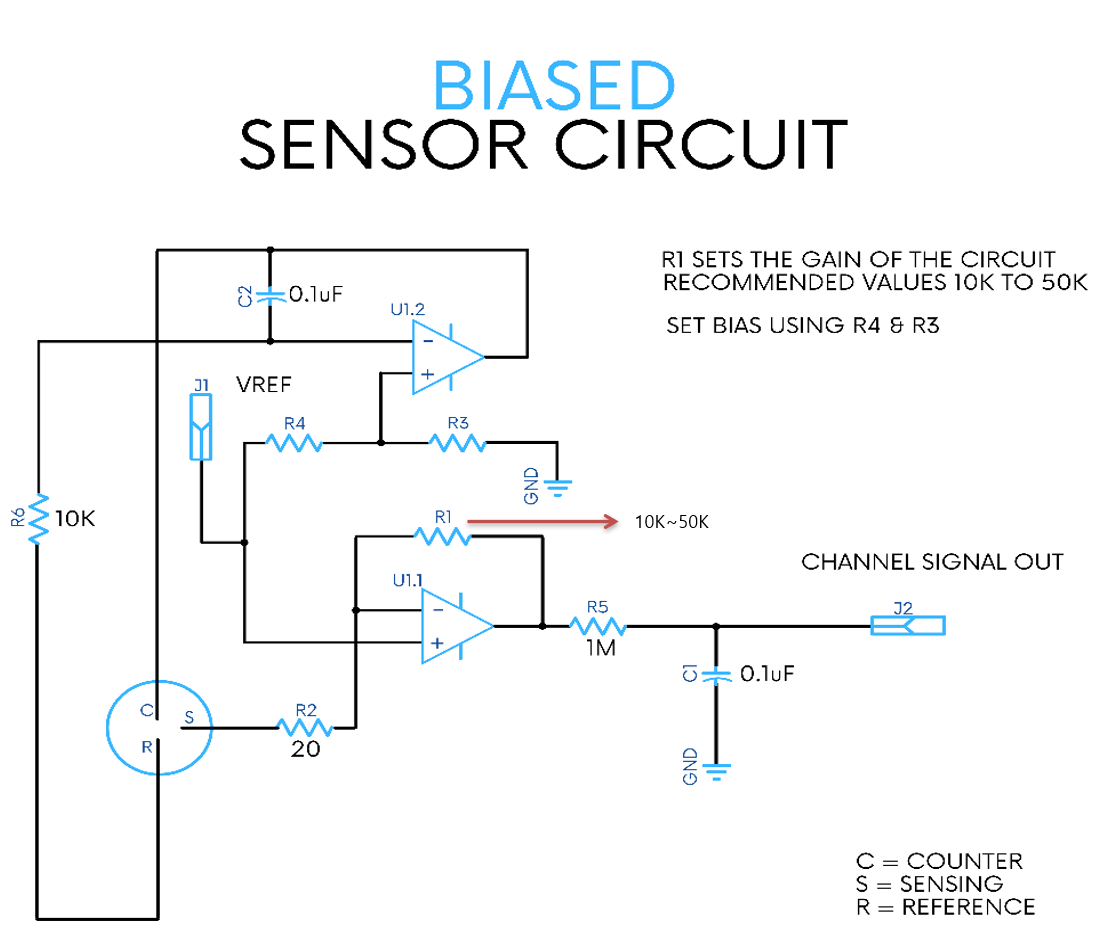 BIASED
SENSOR CIRCUIT
R1 SETS THE GAIN OF THE CIRCUIT
RECOMMENDED VALUES 10K TO 50K
SET BIAS USING R4 & R3
C2
0.1uF
U1.2
-
+
J1
VREF
R4
R3
GND
R6
10K
R1
10K~50K
U1.1
-
+
CHANNEL SIGNAL OUT
R5
1M
J2
C1
0.1uF
GND
C
S
R
R2
20
C = COUNTER
S = SENSING
R = REFERENCE